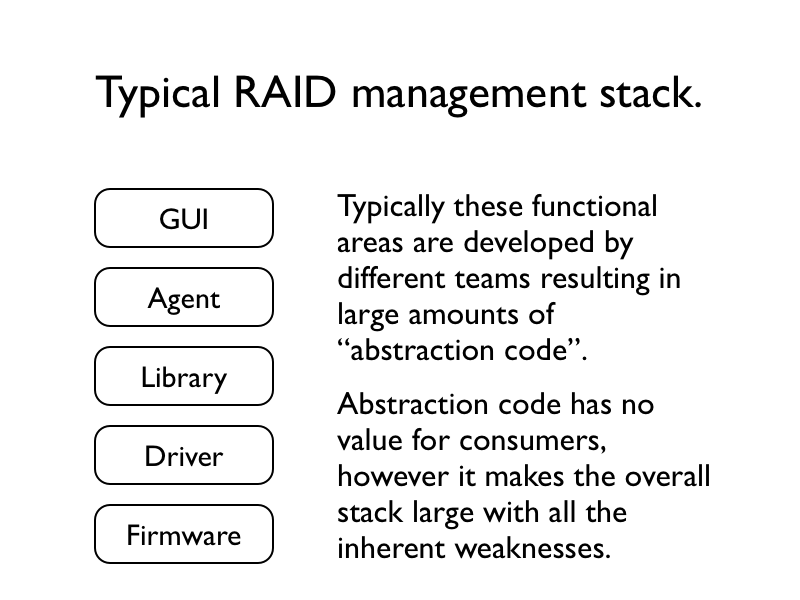 Typical RAID management stack.
GUI
Agent
Library
Driver
Firmware
Typically these functional
areas are developed by
different teams resulting in
large amounts of
“abstraction code”.
Abstraction code has no
value for consumers,
however it makes the overall
stack large with all the
inherent weaknesses.